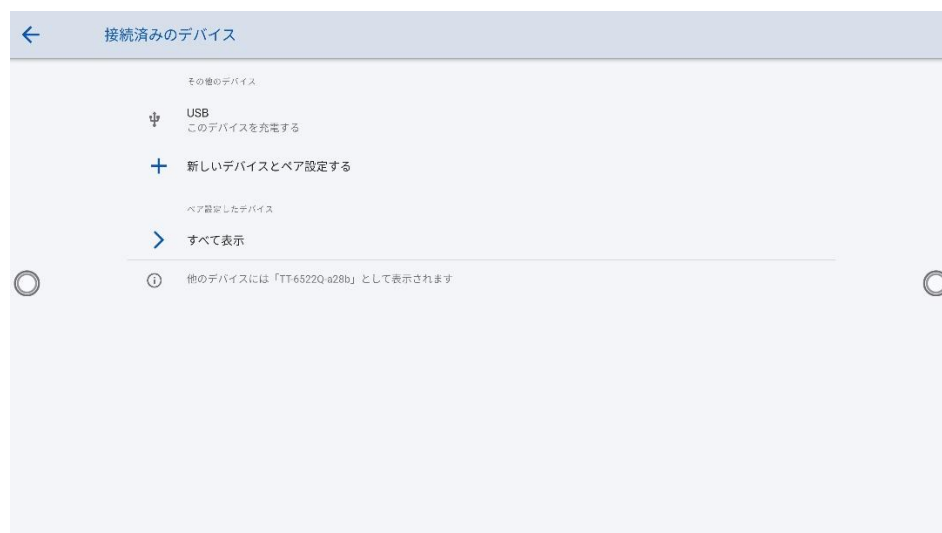 接続済みのデバイス
その他のデバイス
USB
このデバイスを充電する
新しいデバイスとペア設定する
ペア設定したデバイス
すべて表示
他のデバイスには「TT-6522Q-a28b」として表示されます